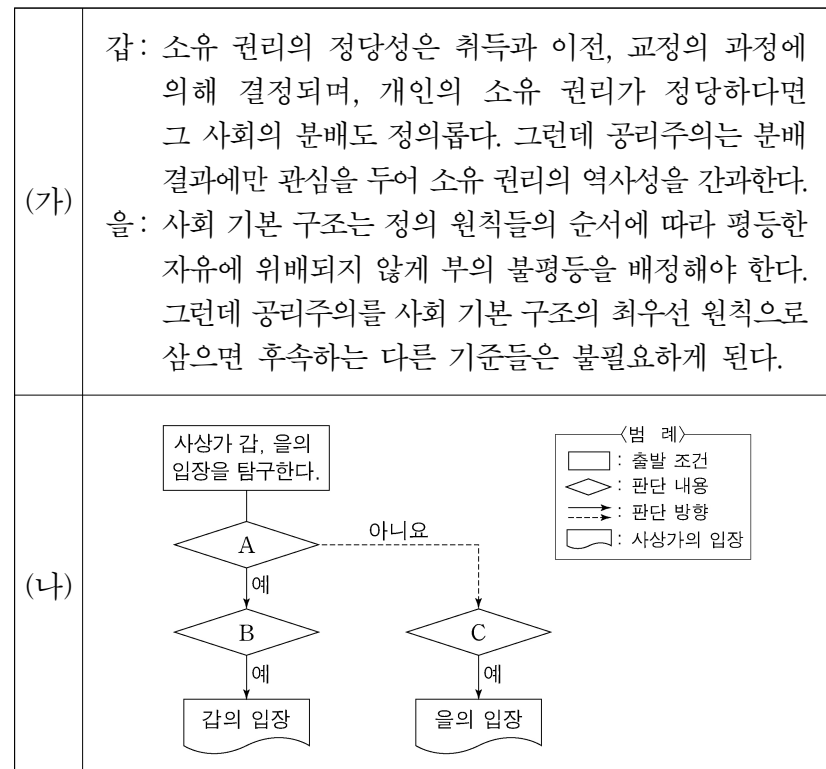 (가)
갑: 소유 권리의 정당성은 취득과 이전, 교정의 과정에
의해 결정되며, 개인의 소유 권리가 정당하다면
그 사회의 분배도 정의롭다. 그런데 공리주의는 분배
결과에만 관심을 두어 소유 권리의 역사성을 간과한다.
을: 사회 기본 구조는 정의 원칙들의 순서에 따라 평등한
자유에 위배되지 않게 부의 불평등을 배정해야 한다.
그런데 공리주의를 사회 기본 구조의 최우선 원칙으로
삼으면 후속하는 다른 기준들은 불필요하게 된다.
(나)
사상가 갑, 을의
입장을 탐구한다.
A
아니요
예
B
C
예
예
갑의 입장
을의 입장
〈범 례〉
: 출발 조건
: 판단 내용
: 판단 방향
: 사상가의 입장